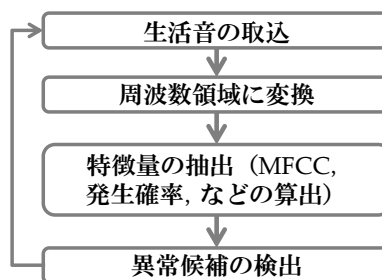 生活音の取込
周波数領域に変換
特徴量の抽出（MFCC,
発生確率, などの算出）
異常候補の検出